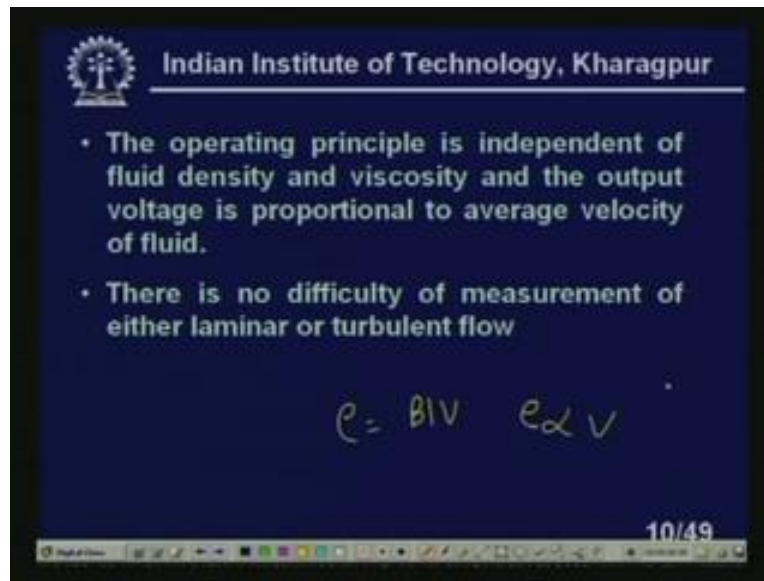 Indian Institute of Technology, Kharagpur
• The operating principle is independent of
fluid density and viscosity and the output
voltage is proportional to average velocity
of fluid.
• There is no difficulty of measurement of
either laminar or turbulent flow
e = Blv e ∝ v
10/49